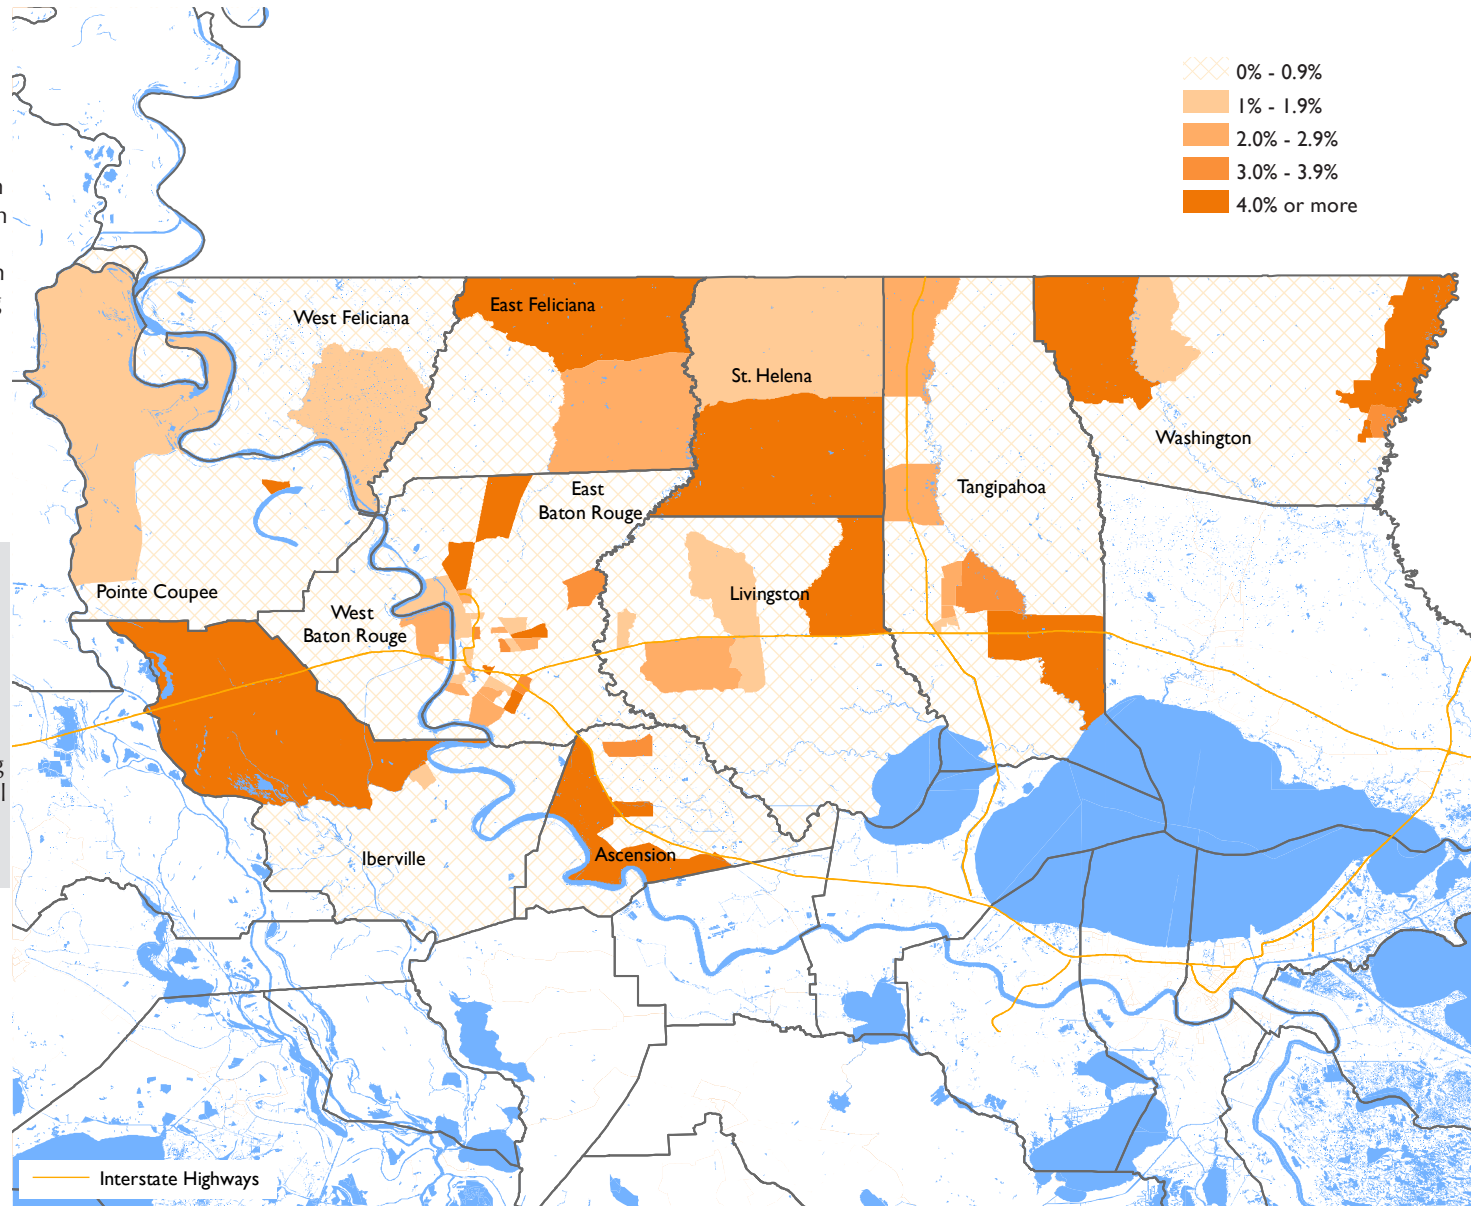 0% - 0.9%
1% - 1.9%
2.0% - 2.9%
3.0% - 3.9%
4.0% or more
n
n
n
g
West Feliciana
East Feliciana
St. Helena
Washington
East
Baton Rouge
Tangipahoa
Pointe Coupee
West
Baton Rouge
Livingston
g
l
Iberville
Ascension
Interstate Highways